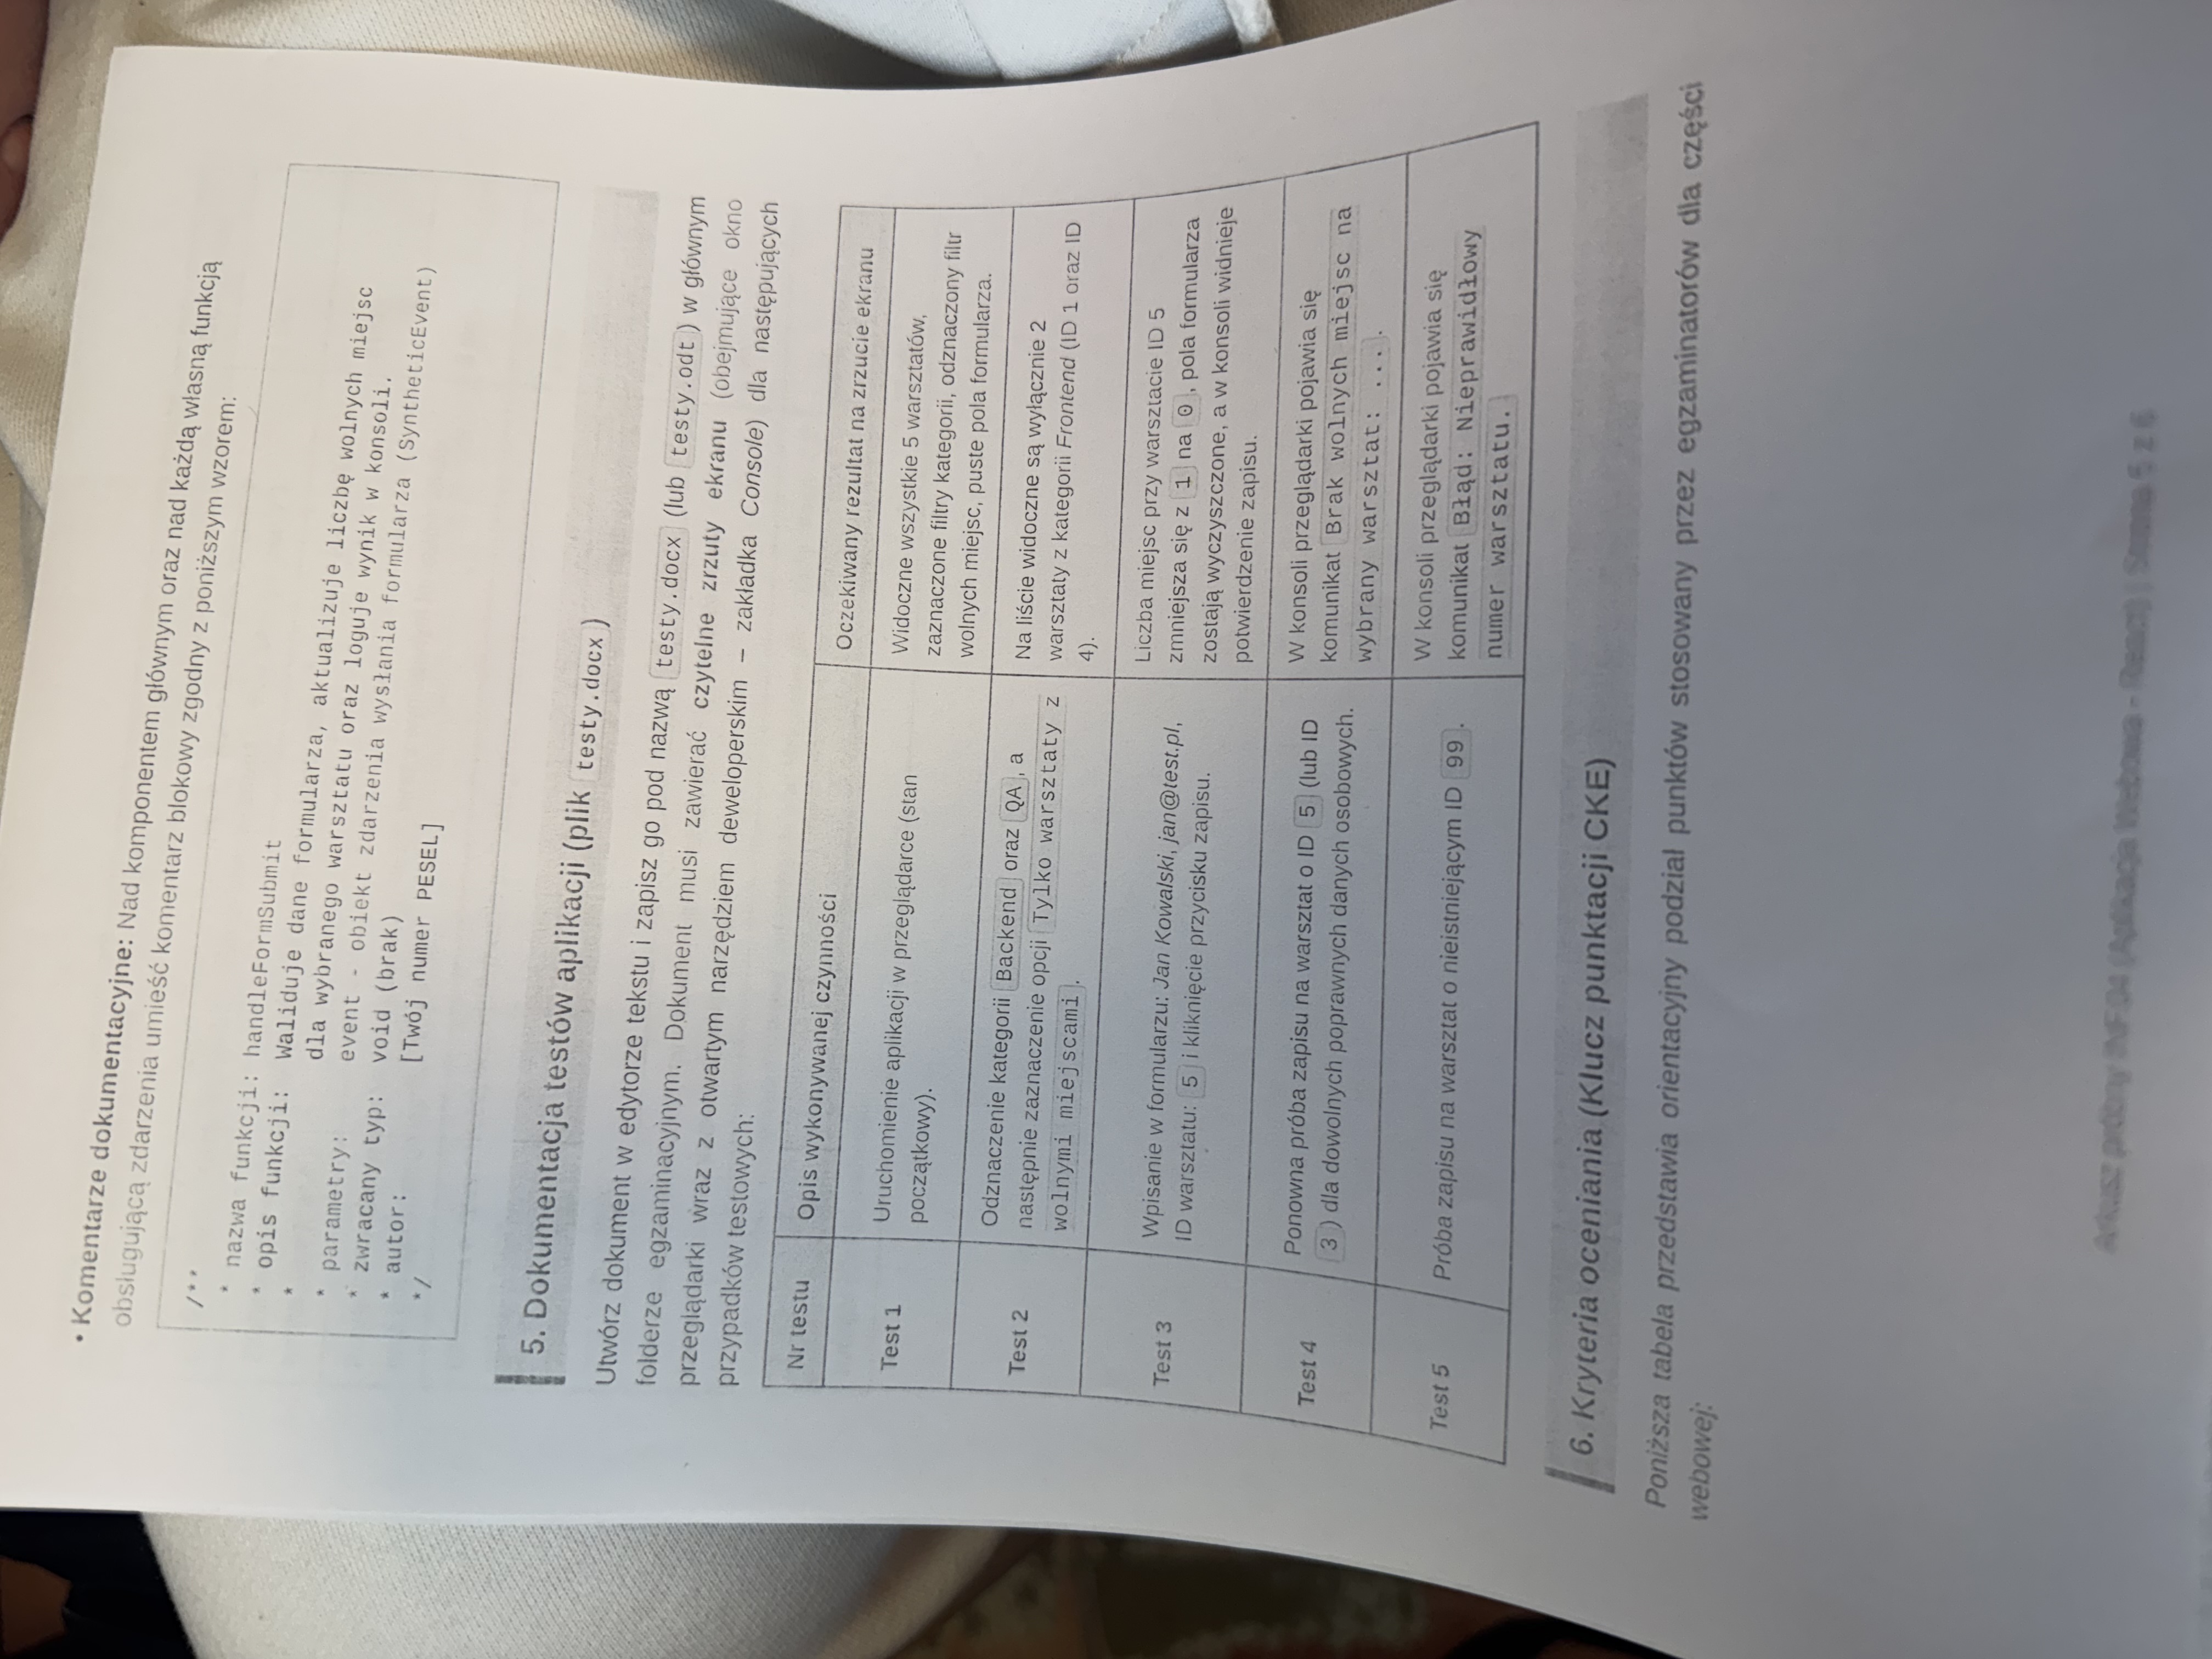 • Komentarze dokumentacyjne: Nad komponentem głównym oraz nad każdą własną funkcją
obsługującą zdarzenia umieść komentarz blokowy zgodny z poniższym wzorem:
/**
* nazwa funkcji: handleFormSubmit
* opis funkcji: Waliduje dane formularza, aktualizuje liczbę wolnych miejsc
* dla wybranego warsztatu oraz loguje wynik w konsoli.
* parametry: event - obiekt zdarzenia wysłania formularza (SyntheticEvent)
* zwracany typ: void (brak)
* autor: [Twój numer PESEL]
*/
5. Dokumentacja testów aplikacji (plik testy.docx )
Utwórz dokument w edytorze tekstu i zapisz go pod nazwą testy.docx (lub testy.odt ) w głównym
folderze egzaminacyjnym. Dokument musi zawierać czytelne zrzuty ekranu (obejmujące okno
przeglądarki wraz z otwartym narzędziem deweloperskim – zakładka Console) dla następujących
przypadków testowych:
Nr testu Opis wykonywanej czynności Oczekiwany rezultat na zrzucie ekranu
Test 1
Uruchomienie aplikacji w przeglądarce (stan
początkowy).
Widoczne wszystkie 5 warsztatów,
zaznaczone filtry kategorii, odznaczony filtr
wolnych miejsc, puste pola formularza.
Test 2
Odznaczenie kategorii Backend oraz QA , a
następnie zaznaczenie opcji Tylko warsztaty z
wolnymi miejscami .
Na liście widoczne są wyłącznie 2
warsztaty z kategorii Frontend (ID 1 oraz ID
4).
Test 3
Wpisanie w formularzu: Jan Kowalski, jan@test.pl,
ID warsztatu: 5 i kliknięcie przycisku zapisu.
Liczba miejsc przy warsztacie ID 5
zmniejsza się z 1 na 0 , pola formularza
zostają wyczyszczone, a w konsoli widnieje
potwierdzenie zapisu.
Test 4
Ponowna próba zapisu na warsztat o ID 5 (lub ID
3 ) dla dowolnych poprawnych danych osobowych.
W konsoli przeglądarki pojawia się
komunikat Brak wolnych miejsc na
wybrany warsztat: ... .
Test 5
Próba zapisu na warsztat o nieistniejącym ID 99 .
W konsoli przeglądarki pojawia się
komunikat Błąd: Nieprawidłowy
numer warsztatu.
6. Kryteria oceniania (Klucz punktacji CKE)
Poniższa tabela przedstawia orientacyjny podział punktów stosowany przez egzaminatorów dla części
webowej:
Arkusz próbny INF.04 (Aplikacja Webowa - React) | Strona 5 z 6